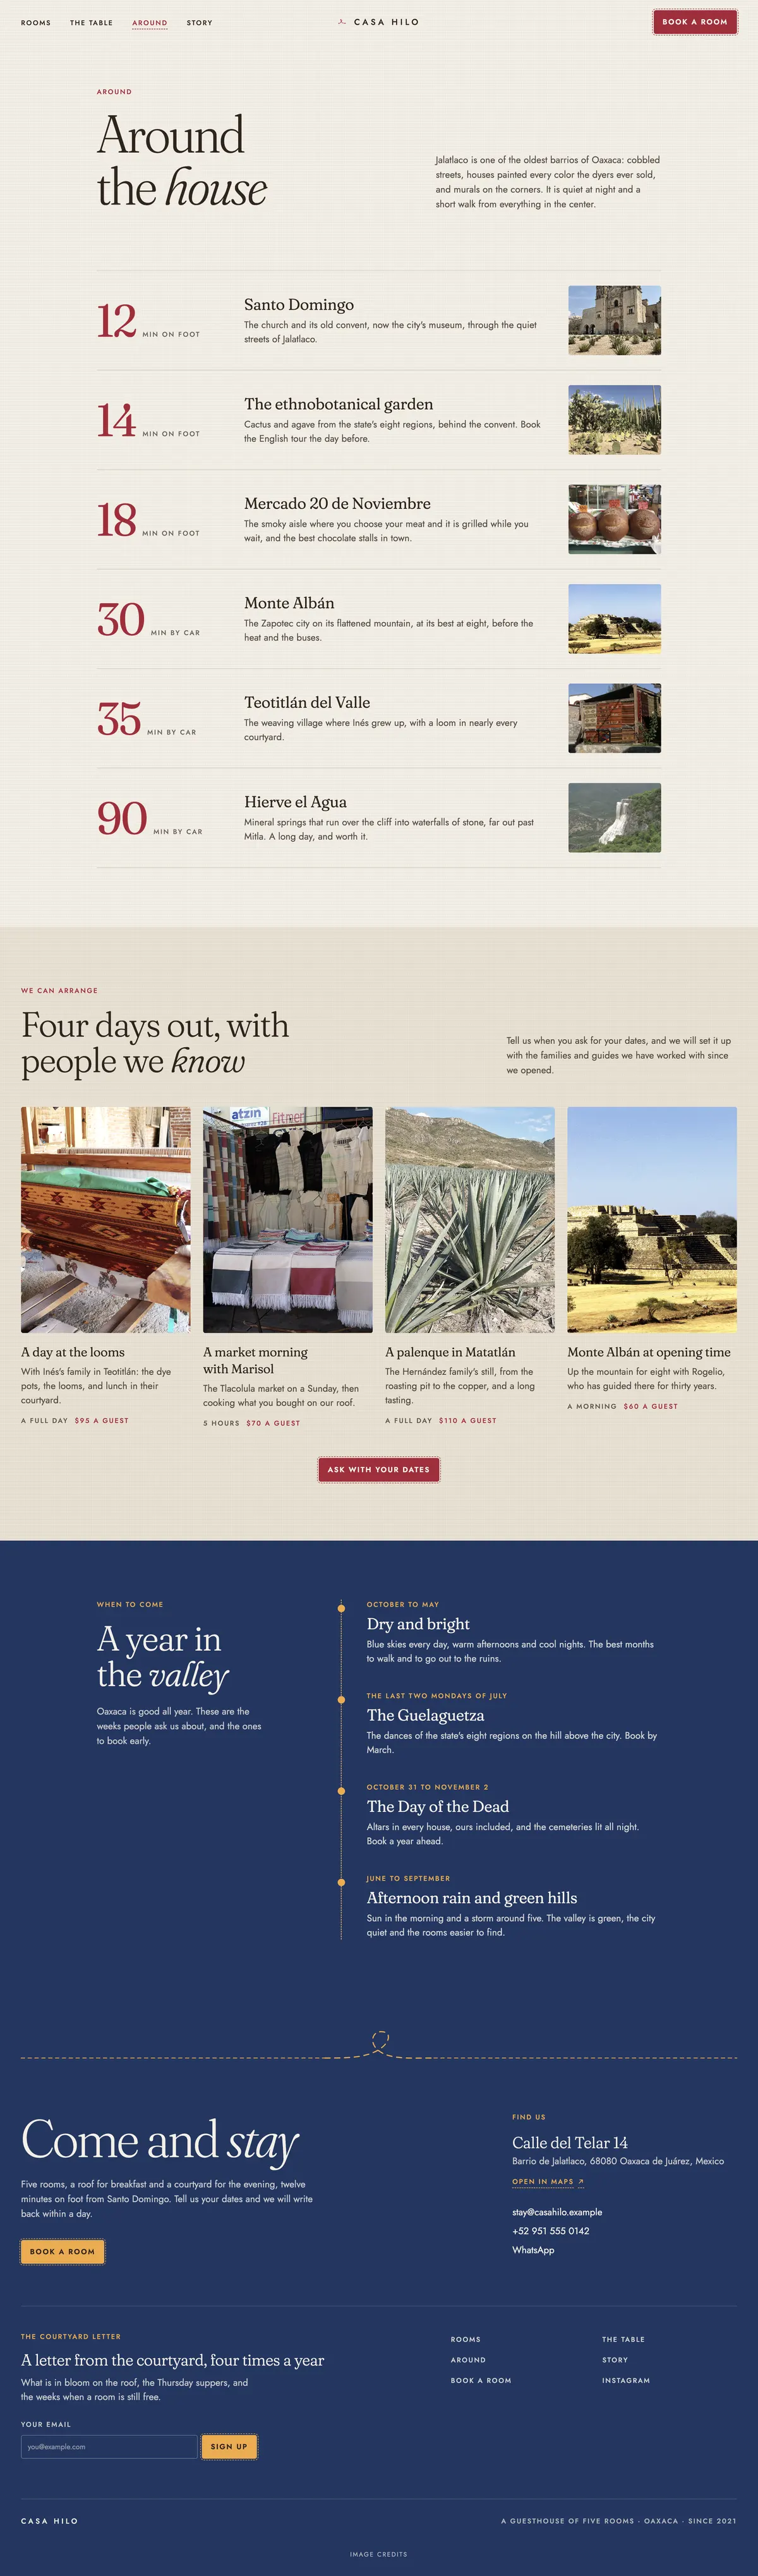 ROOMS THE TABLE AROUND STORY
CASA HILO
BOOK A ROOM
AROUND
Around
the house
Jalatlaco is one of the oldest barrios of Oaxaca: cobbled
streets, houses painted every color the dyers ever sold,
and murals on the corners. It is quiet at night and a
short walk from everything in the center.
12 MIN ON FOOT
Santo Domingo
The church and its old convent, now the city's museum, through the quiet
streets of Jalatlaco.
14 MIN ON FOOT
The ethnobotanical garden
Cactus and agave from the state's eight regions, behind the convent. Book
the English tour the day before.
18 MIN ON FOOT
Mercado 20 de Noviembre
The smoky aisle where you choose your meat and it is grilled while you
wait, and the best chocolate stalls in town.
30 MIN BY CAR
Monte Albán
The Zapotec city on its flattened mountain, at its best at eight, before the
heat and the buses.
35 MIN BY CAR
Teotitlán del Valle
The weaving village where Inés grew up, with a loom in nearly every
courtyard.
90 MIN BY CAR
Hierve el Agua
Mineral springs that run over the cliff into waterfalls of stone, far out past
Mitla. A long day, and worth it.
WE CAN ARRANGE
Four days out, with
people we know
Tell us when you ask for your dates, and we will set it up
with the families and guides we have worked with since
we opened.
atzin
Fitmer
A day at the looms
With Inés's family in Teotitlán: the dye
pots, the looms, and lunch in their
courtyard.
A FULL DAY $95 A GUEST
A market morning
with Marisol
The Tlacolula market on a Sunday, then
cooking what you bought on our roof.
5 HOURS $70 A GUEST
A palenque in Matatlán
The Hernández family's still, from the
roasting pit to the copper, and a long
tasting.
A FULL DAY $110 A GUEST
Monte Albán at opening time
Up the mountain for eight with Rogelio,
who has guided there for thirty years.
A MORNING $60 A GUEST
ASK WITH YOUR DATES
WHEN TO COME
A year in
the valley
Oaxaca is good all year. These are the
weeks people ask us about, and the ones
to book early.
OCTOBER TO MAY
Dry and bright
Blue skies every day, warm afternoons and cool nights. The best months
to walk and to go out to the ruins.
THE LAST TWO MONDAYS OF JULY
The Guelaguetza
The dances of the state's eight regions on the hill above the city. Book by
March.
OCTOBER 31 TO NOVEMBER 2
The Day of the Dead
Altars in every house, ours included, and the cemeteries lit all night.
Book a year ahead.
JUNE TO SEPTEMBER
Afternoon rain and green hills
Sun in the morning and a storm around five. The valley is green, the city
quiet and the rooms easier to find.
Come and stay
Five rooms, a roof for breakfast and a courtyard for the evening, twelve
minutes on foot from Santo Domingo. Tell us your dates and we will write
back within a day.
BOOK A ROOM
FIND US
Calle del Telar 14
Barrio de Jalatlaco, 68080 Oaxaca de Juárez, Mexico
OPEN IN MAPS ↗
stay@casahilo.example
+52 951 555 0142
WhatsApp
THE COURTYARD LETTER
A letter from the courtyard, four times a year
What is in bloom on the roof, the Thursday suppers, and
the weeks when a room is still free.
YOUR EMAIL
you@example.com
SIGN UP
ROOMS THE TABLE
AROUND STORY
BOOK A ROOM INSTAGRAM
CASA HILO
A GUESTHOUSE OF FIVE ROOMS · OAXACA · SINCE 2021
IMAGE CREDITS